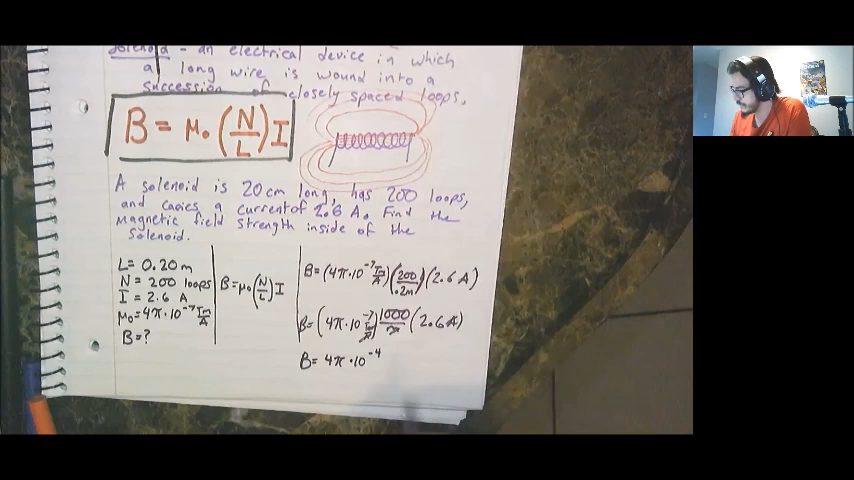 Solenoid - an electrical device in which
a long wire is wound into a
succession of closely spaced loops.
B = μ₀ (N/L) I
A solenoid is 20 cm long, has 200 loops,
and caries a current of 2.6 A. Find the
magnetic field strength inside of the
Solenoid.
L = 0.20 m
N = 200 loops
I = 2.6 A
μ₀ = 4π·10⁻⁷ Tm/A
B = ?
B = μ₀ (N/L) I
B = (4π·10⁻⁷ Tm/A) (200/.2m) (2.6 A)
B = (4π·10⁻⁷ Tm/A) 1000/m (2.6 A)
B = 4π·10⁻⁴